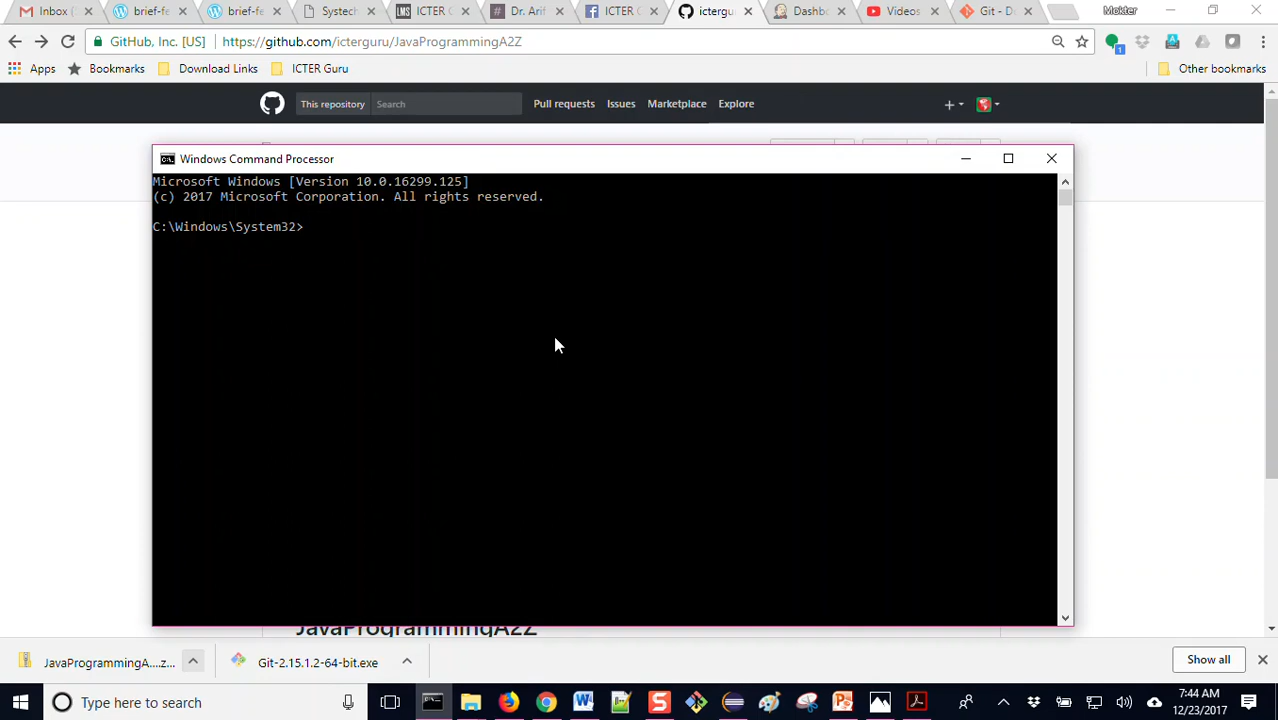 Inbox (
brief-fe
brief-fe
Systech
LMS ICTER G
Dr. Arif
ICTER G
ictergu
Dashb
Videos
Git - D
Mokter
GitHub, Inc. [US] https://github.com/icterguru/JavaProgrammingA2Z
1
Apps Bookmarks Download Links ICTER Guru Other bookmarks
This repository Search Pull requests Issues Marketplace Explore
Windows Command Processor
Microsoft Windows [Version 10.0.16299.125]
(c) 2017 Microsoft Corporation. All rights reserved.
C:\Windows\System32>
JavaProgrammingA2Z
JavaProgrammingA....z... Git-2.15.1.2-64-bit.exe Show all
Type here to search
7:44 AM
12/23/2017